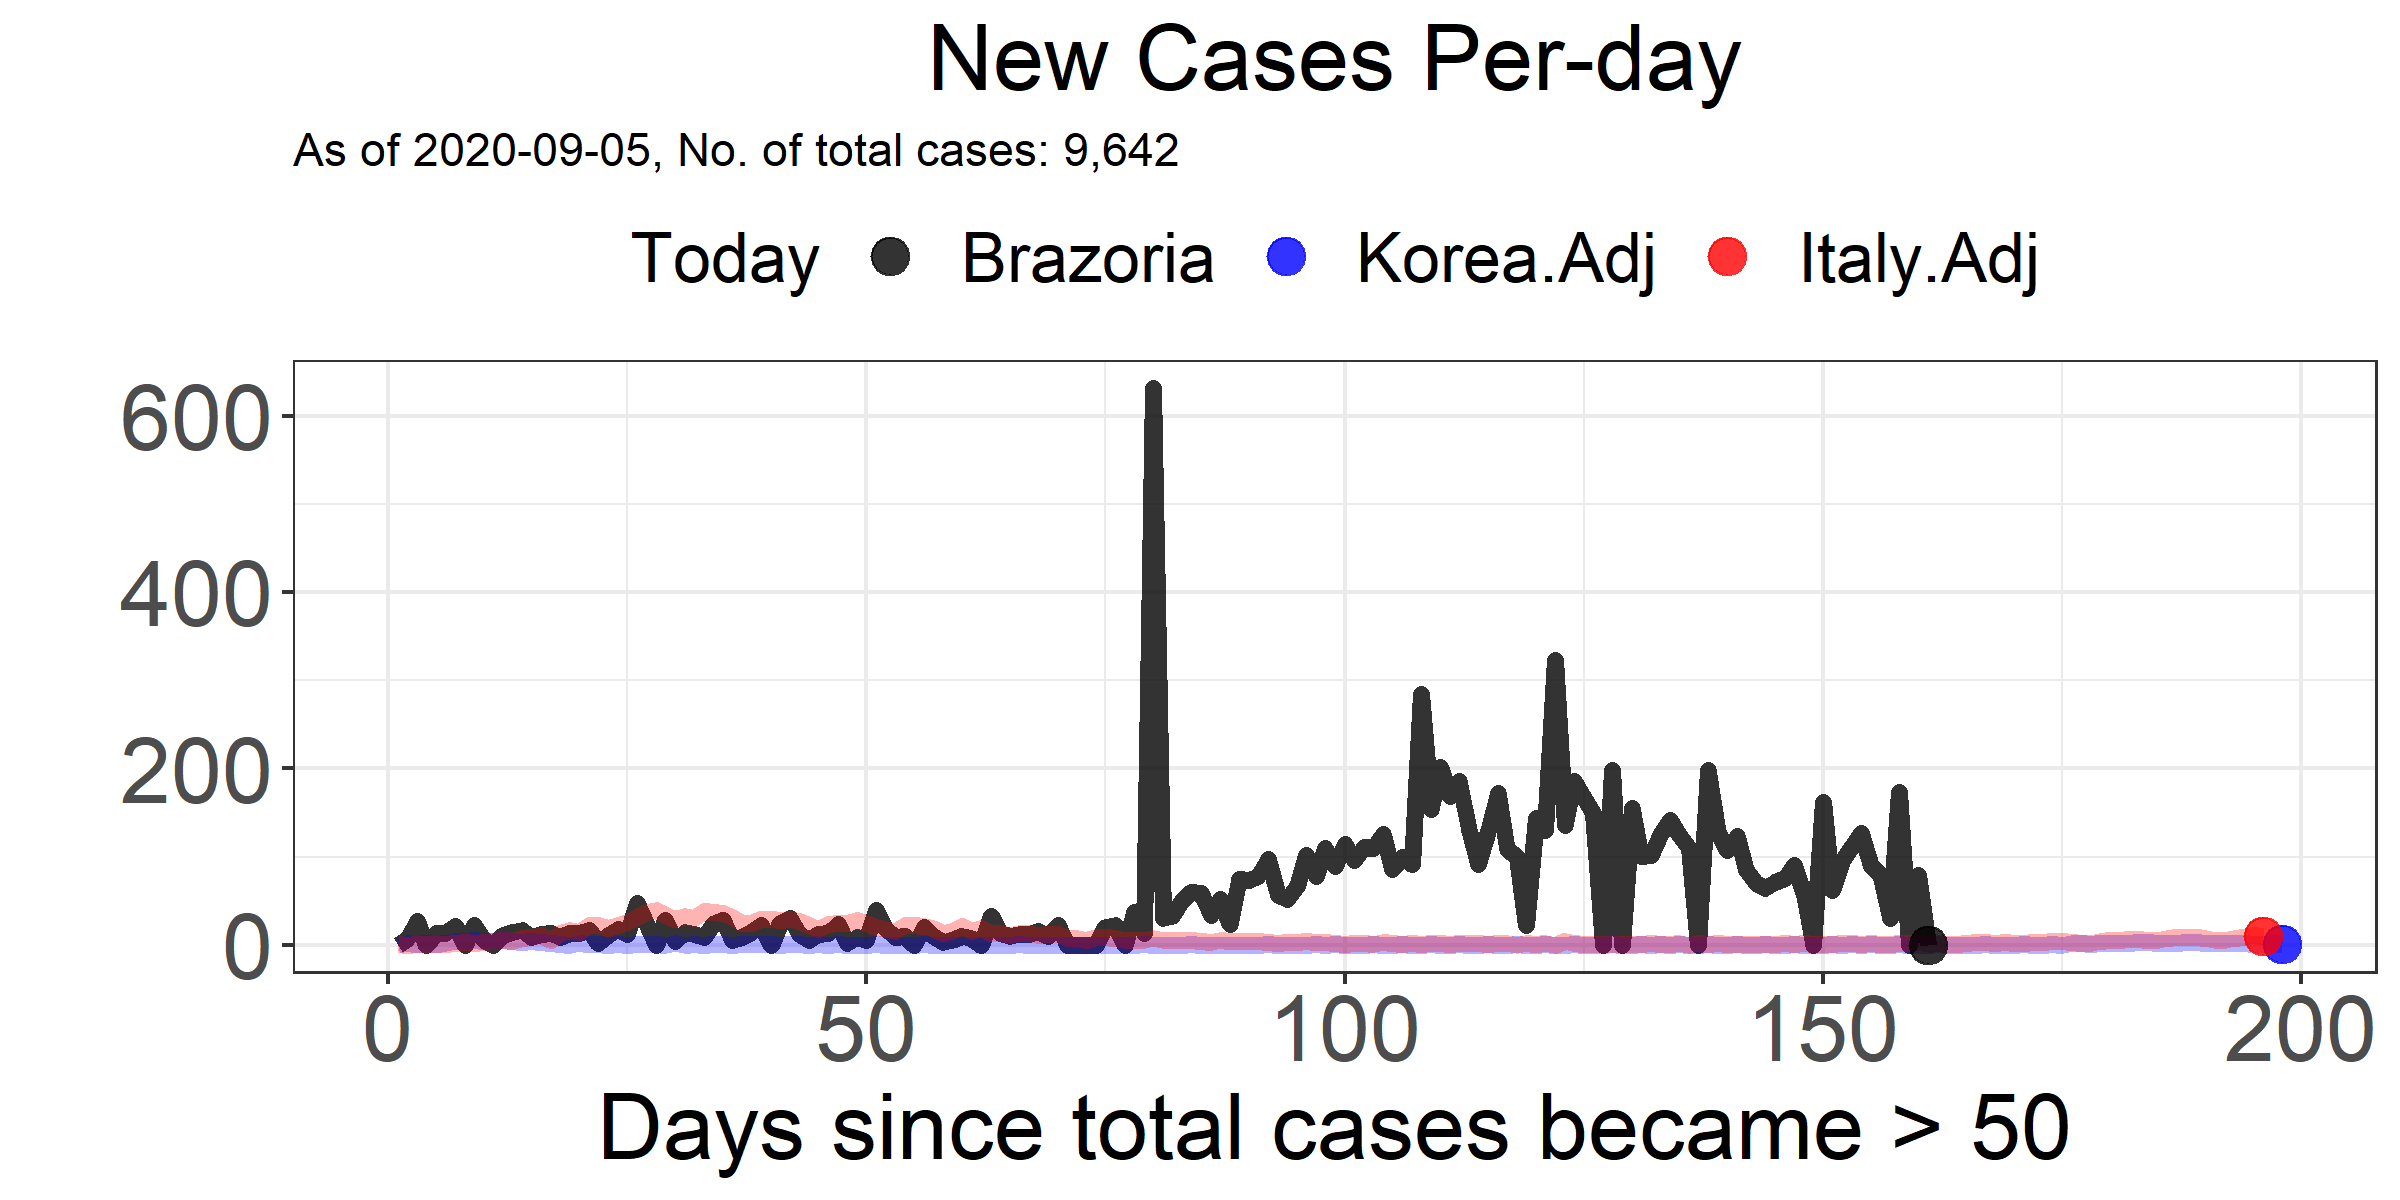 New Cases Per-day
As of 2020-09-05, No. of total cases: 9,642
Today Brazoria Korea.Adj Italy.Adj
600
400
200
0
0 50 100 150 200
Days since total cases became > 50